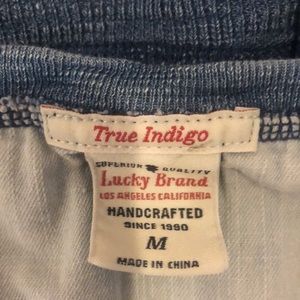 True Indigo
SUPERIOR QUALITY
Lucky Brand
LOS ANGELES CALIFORNIA
HANDCRAFTED
SINCE 1990
M
MADE IN CHINA